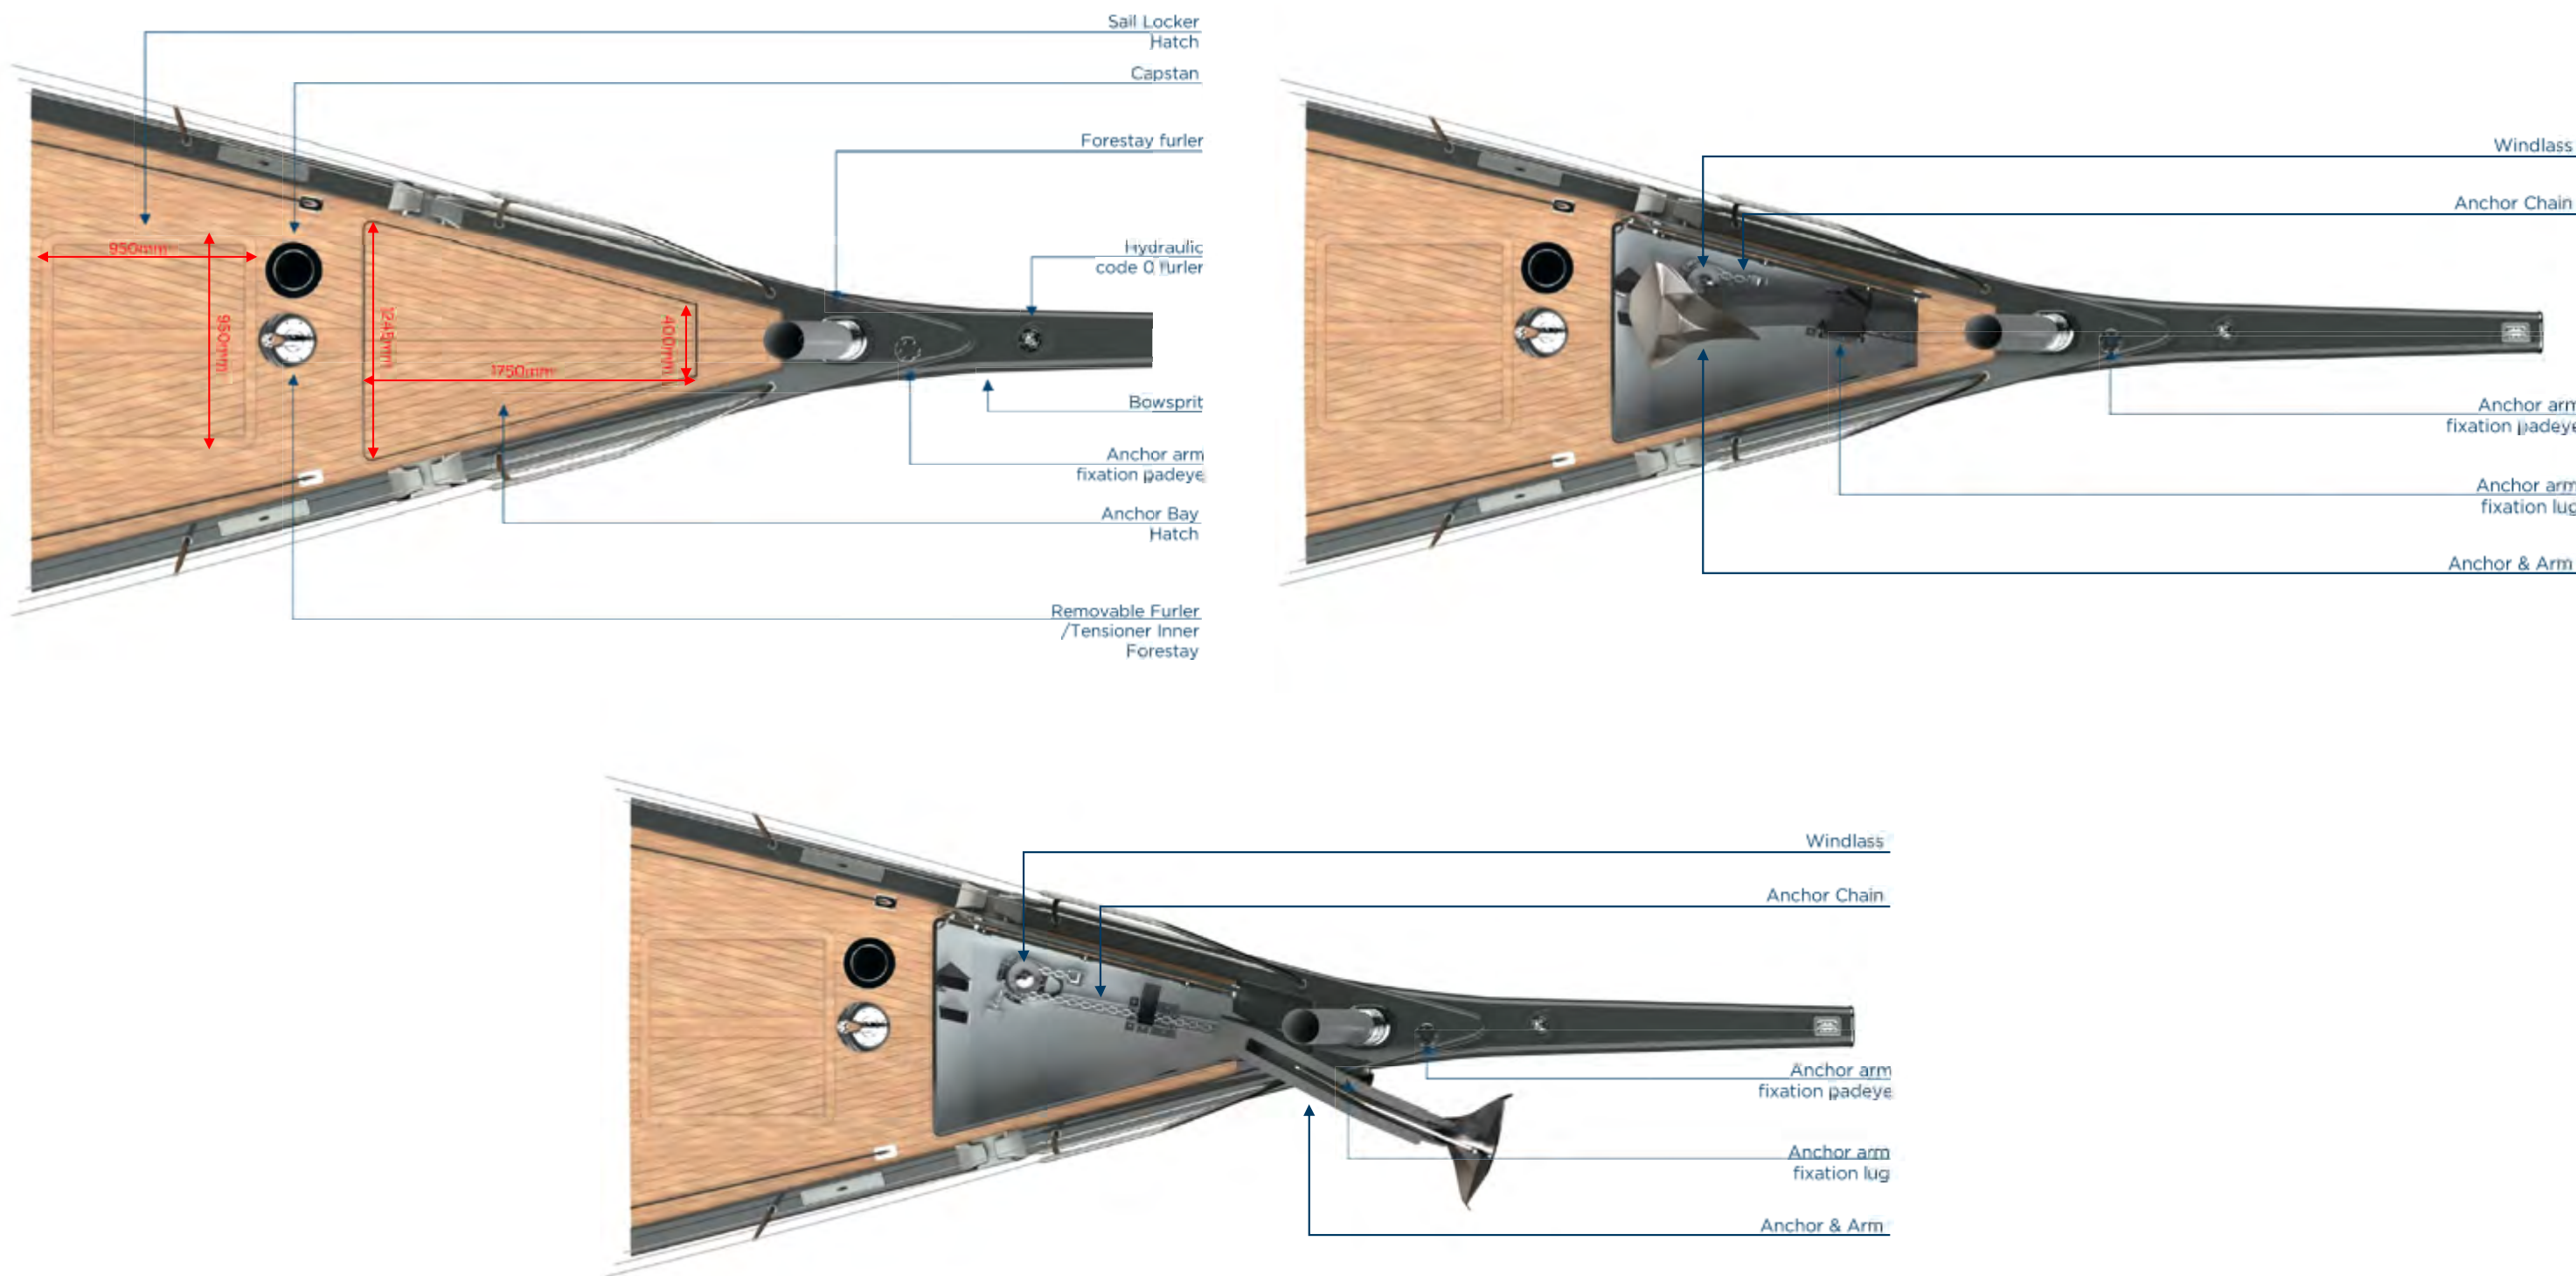 Sail Locker
Hatch
Capstan
Forestay furler
Hydraulic
code 0 furler
Bowsprit
Anchor arm
fixation padeye
Anchor Bay
Hatch
Removable Furler
/Tensioner Inner
Forestay
950mm
950mm
1245mm
400mm
1750mm
Windlass
Anchor Chain
Anchor arm
fixation padeye
Anchor arm
fixation lug
Anchor & Arm
Windlass
Anchor Chain
Anchor arm
fixation padeye
Anchor arm
fixation lug
Anchor & Arm